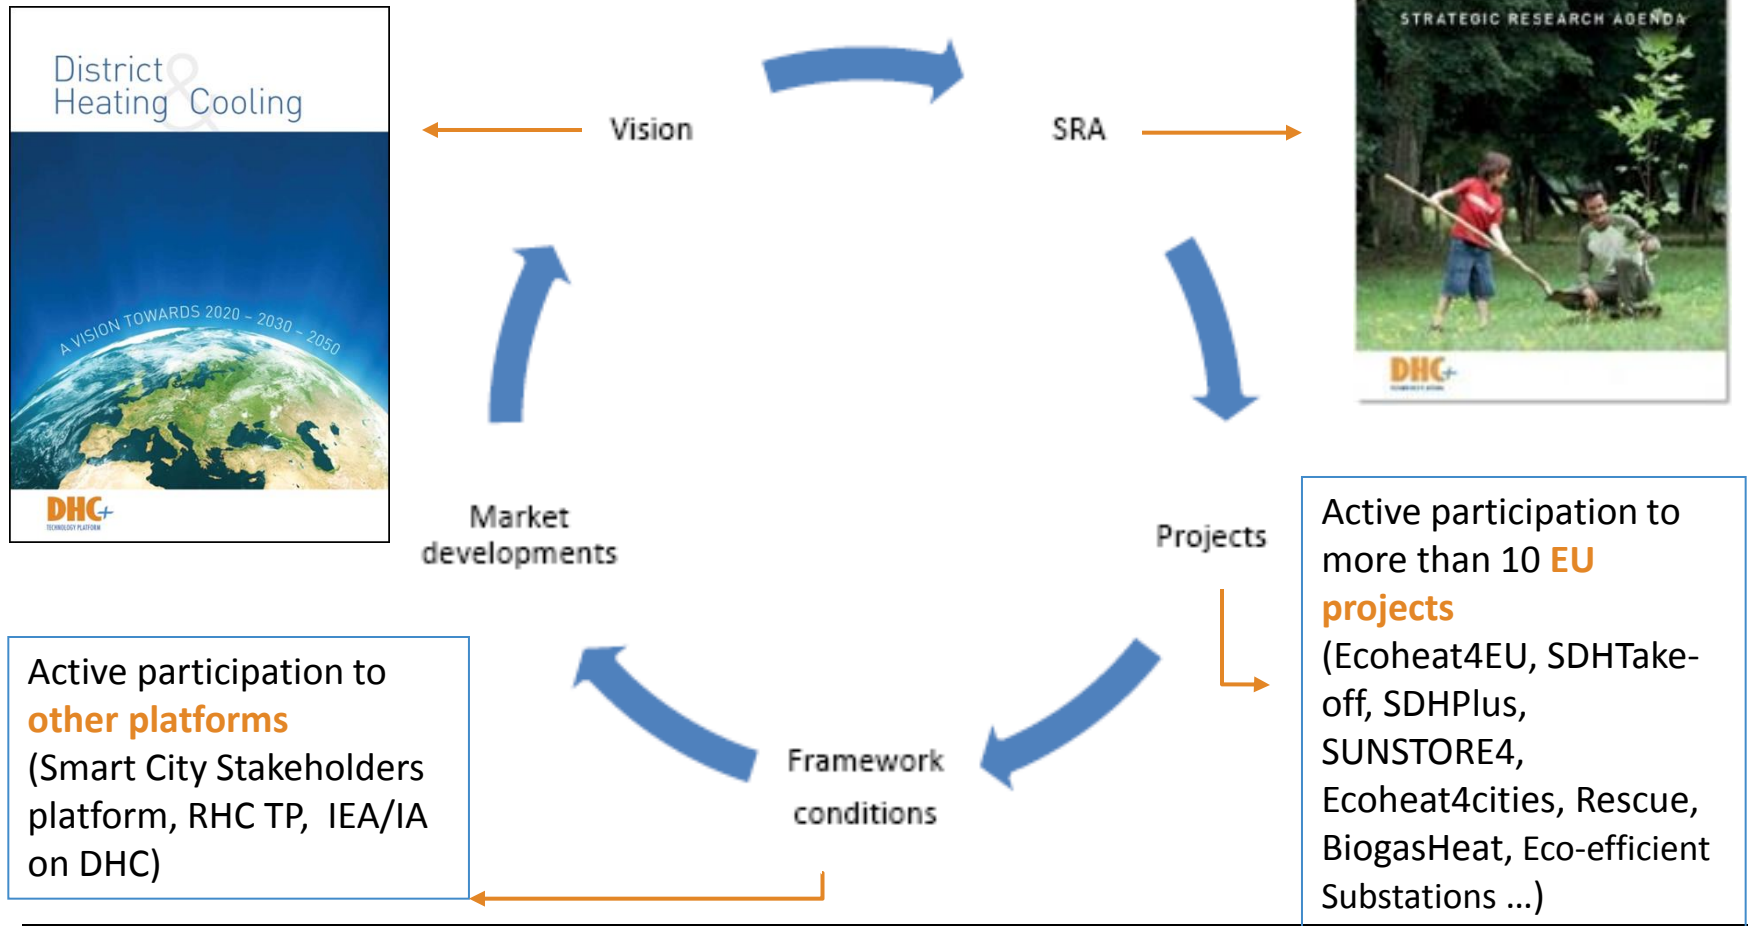 District &
Heating Cooling
A VISION TOWARDS 2020 – 2030 – 2050
DHC+
TECHNOLOGY PLATFORM
Vision
SRA
STRATEGIC RESEARCH AGENDA
DHC+
Market
developments
Projects
Framework
conditions
Active participation to
other platforms
(Smart City Stakeholders
platform, RHC TP, IEA/IA
on DHC)
Active participation to
more than 10 EU
projects
(Ecoheat4EU, SDHTake-
off, SDHPlus,
SUNSTORE4,
Ecoheat4cities, Rescue,
BiogasHeat, Eco-efficient
Substations ...)